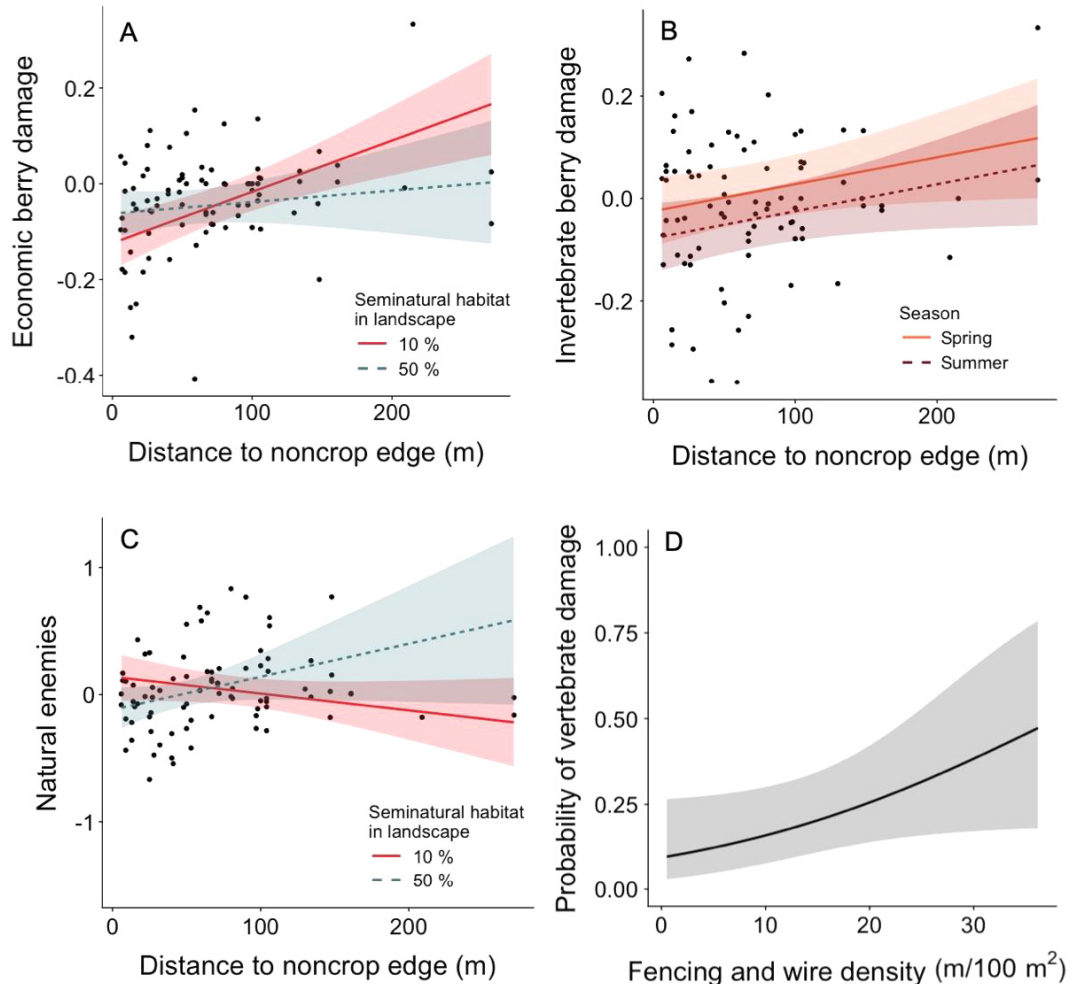 A
Economic berry damage
0.2
0.0
-0.2
-0.4
Seminatural habitat
in landscape
10 %
50 %
0
100
200
Distance to noncrop edge (m)
B
Invertebrate berry damage
0.2
0.0
-0.2
Season
Spring
Summer
0
100
200
Distance to noncrop edge (m)
C
Natural enemies
1
0
-1
Seminatural habitat
in landscape
10 %
50 %
0
100
200
Distance to noncrop edge (m)
D
Probability of vertebrate damage
1.00
0.75
0.50
0.25
0.00
0
10
20
30
Fencing and wire density (m/100 m²)